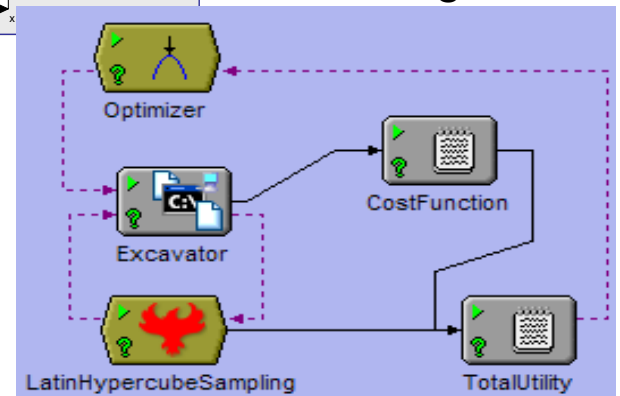 x
Optimizer
C:\
CostFunction
Excavator
LatinHypercubeSampling
TotalUtility